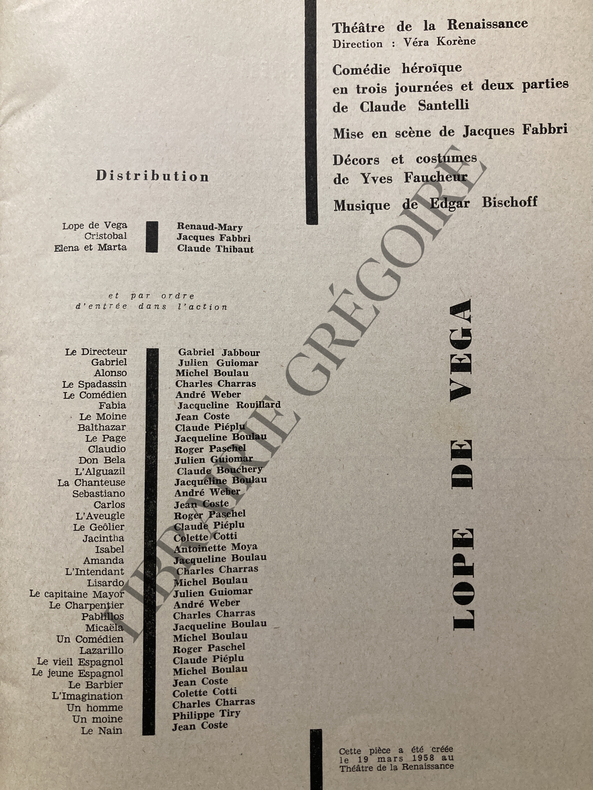 Théâtre de la Renaissance
Direction : Véra Korène
Comédie héroïque
en trois journées et deux parties
de Claude Santelli
Mise en scène de Jacques Fabbri
Décors et costumes
de Yves Faucheur
Musique de Edgar Bischoff
Distribution
Lope de Vega Renaud-Mary
Cristobal Jacques Fabbri
Elena et Marta Claude Thibaut
et par ordre
d'entrée dans l'action
Le Directeur Gabriel Jabbour
Gabriel Julien Guiomar
Alonso Michel Boulau
Le Spadassin Charles Charras
Le Comédien André Weber
Fabia Jacqueline Rouillard
Le Moine Jean Coste
Balthazar Claude Piéplu
Le Page Jacqueline Boulau
Claudio Roger Paschel
Don Bela Julien Guiomar
L'Alguazil Claude Bouchery
La Chanteuse Jacqueline Boulau
Sebastiano André Weber
Carlos Jean Coste
L'Aveugle Roger Paschel
Le Geôlier Claude Piéplu
Jacintha Colette Cotti
Isabel Antoinette Moya
Amanda Jacqueline Boulau
L'Intendant Charles Charras
Lisardo Michel Boulau
Le capitaine Mayor Julien Guiomar
Le Charpentier André Weber
Pablillos Charles Charras
Micaëla Jacqueline Boulau
Un Comédien Michel Boulau
Lazarillo Roger Paschel
Le vieil Espagnol Claude Piéplu
Le jeune Espagnol Michel Boulau
Le Barbier Jean Coste
L'Imagination Colette Cotti
Un homme Charles Charras
Un moine Philippe Tiry
Le Nain Jean Coste
LOPE DE VEGA
Cette pièce a été créée
le 19 mars 1958 au
Théâtre de la Renaissance
LIBRAIRIE GRÉGOIRE